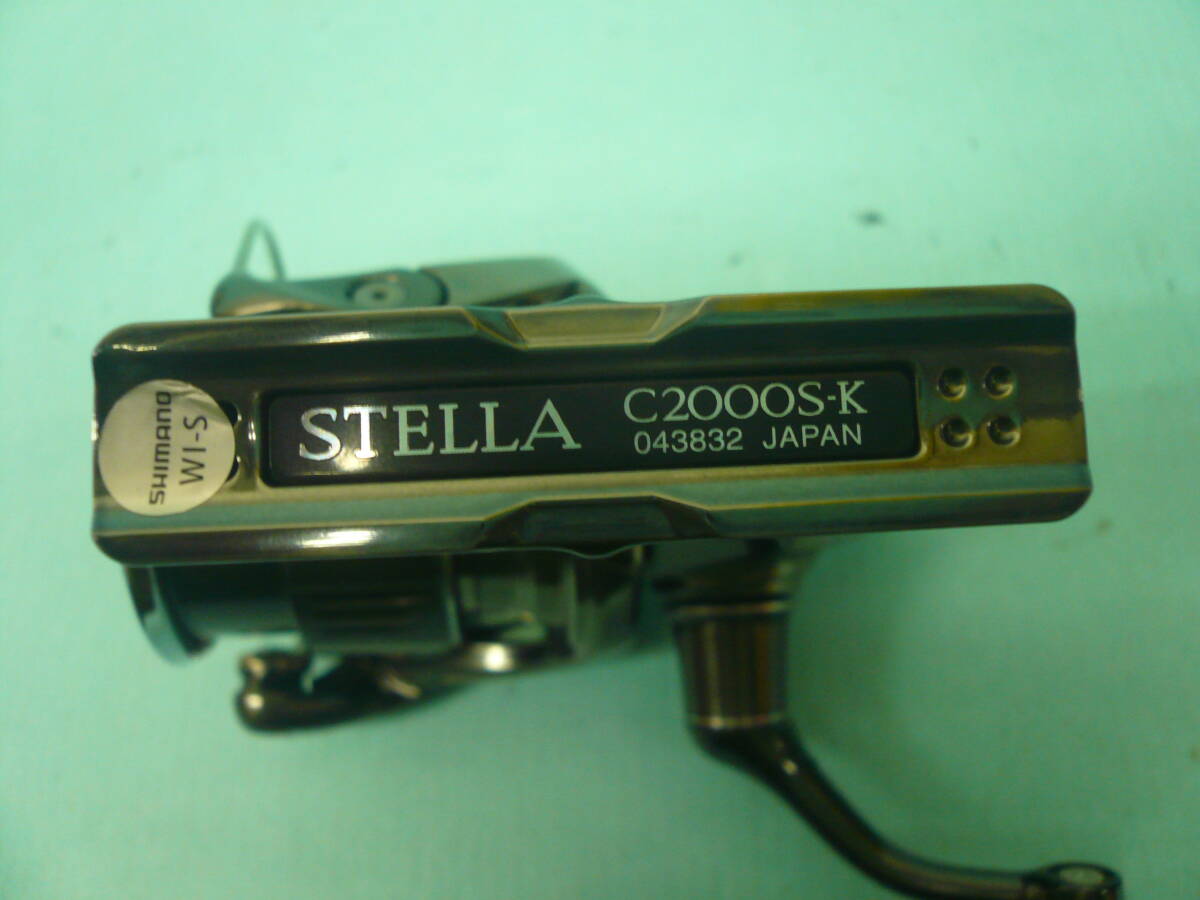 SHIMANO
WI-S
STELLA
C2000S-K
043832 JAPAN